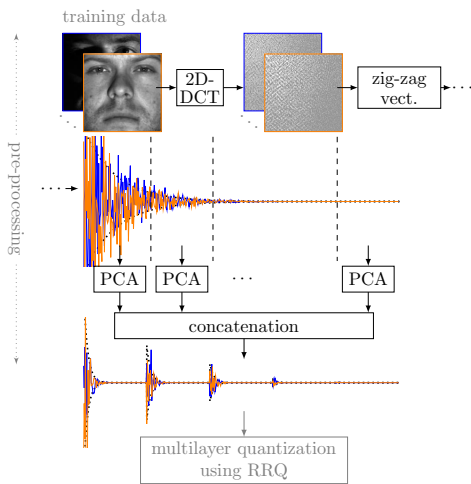 training data
2D-
DCT
zig-zag
vect.
pre-processing
PCA
PCA
PCA
concatenation
multilayer quantization
using RRQ